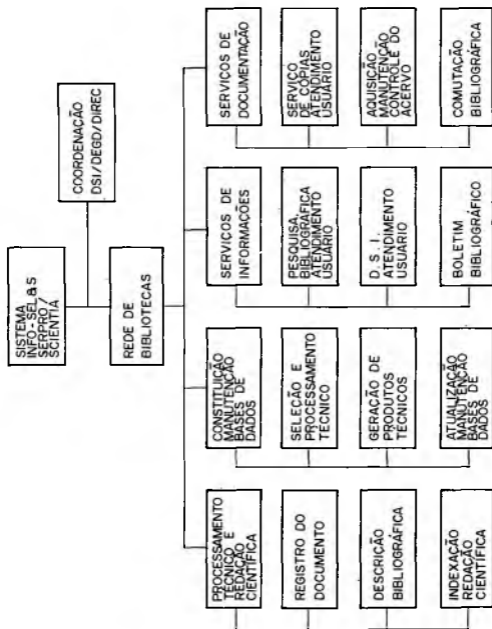 SISTEMA
INFO-SEL & S
SERPRO/
SCIENTIA
COORDENAÇÃO
DSI/DEGD/DIREC
REDE DE
BIBLIOTECAS
PROCESSAMENTO
TÉCNICO E
REDAÇÃO
CIENTÍFICA
REGISTRO DO
DOCUMENTO
DESCRIÇÃO
BIBLIOGRÁFICA
INDEXAÇÃO
REDAÇÃO
CIENTÍFICA
CONSTITUIÇÃO
MANUTENÇÃO
BASES DE
DADOS
SELEÇÃO E
PROCESSAMENTO
TÉCNICO
GERAÇÃO DE
PRODUTOS
TÉCNICOS
ATUALIZAÇÃO
MANUTENÇÃO
BASES DE
DADOS
SERVIÇOS DE
INFORMAÇÕES
PESQUISA,
BIBLIOGRÁFICA
ATENDIMENTO
USUÁRIO
D. S. I.
ATENDIMENTO
USUÁRIO
BOLETIM
BIBLIOGRÁFICO
SERVIÇOS DE
DOCUMENTAÇÃO
SERVIÇO
DE COPIAS
ATENDIMENTO
USUÁRIO
AQUISIÇÃO
MANUTENÇÃO
CONTROLE DO
ACERVO
COMUTAÇÃO
BIBLIOGRÁFICA